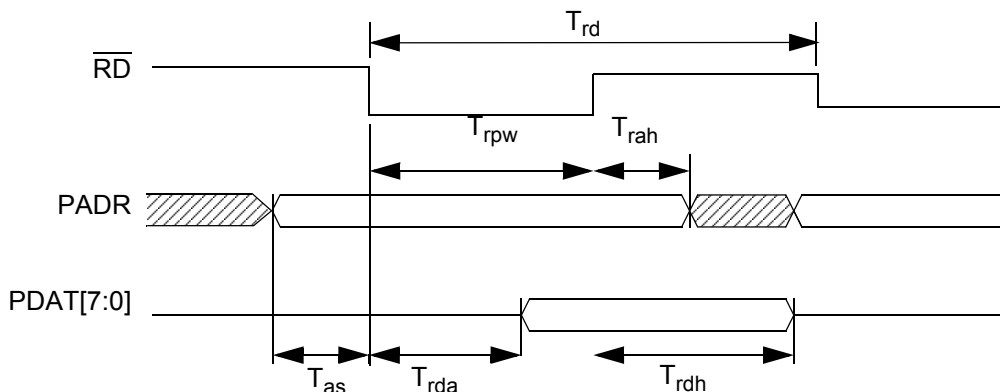 Trd
RD
Trpw
Trah
PADR
PDAT[7:0]
Tas
Trda
Trdh